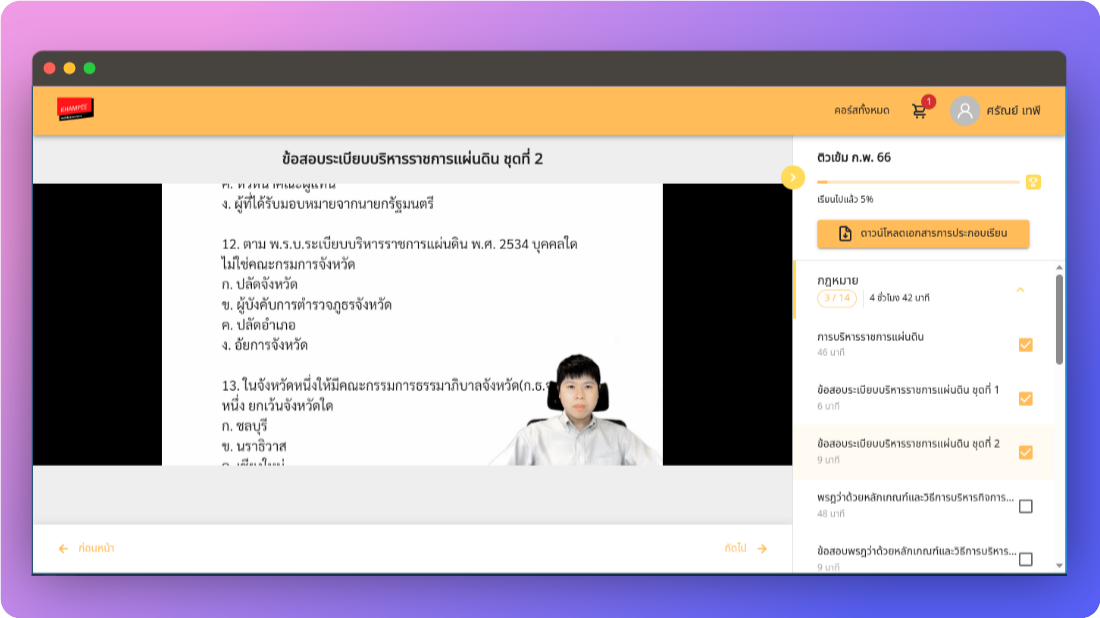 KHAMPEE
คอร์สทั้งหมด
1
ศรัณย์ เทพี
ข้อสอบระเบียบบริหารราชการแผ่นดิน ชุดที่ 2
ค. หัวหน้าคณะผู้แทน
ง. ผู้ที่ได้รับมอบหมายจากนายกรัฐมนตรี
12. ตาม พ.ร.บ.ระเบียบบริหารราชการแผ่นดิน พ.ศ. 2534 บุคคลใด
ไม่ใช่คณะกรมการจังหวัด
ก. ปลัดจังหวัด
ข. ผู้บังคับการตำรวจภูธรจังหวัด
ค. ปลัดอำเภอ
ง. อัยการจังหวัด
13. ในจังหวัดหนึ่งให้มีคณะกรรมการธรรมาภิบาลจังหวัด(ก.ธ.
หนึ่ง ยกเว้นจังหวัดใด
ก. ชลบุรี
ข. นราธิวาส
ค. เชียงใหม่
ก่อนหน้า
ถัดไป
ติวเข้ม ก.พ. 66
เรียนไปแล้ว 5%
ดาวน์โหลดเอกสารการประกอบเรียน
กฎหมาย
3 / 14
4 ชั่วโมง 42 นาที
การบริหารราชการแผ่นดิน
46 นาที
ข้อสอบระเบียบบริหารราชการแผ่นดิน ชุดที่ 1
6 นาที
ข้อสอบระเบียบบริหารราชการแผ่นดิน ชุดที่ 2
9 นาที
พรฎว่าด้วยหลักเกณฑ์และวิธีการบริหารกิจการ...
48 นาที
ข้อสอบพรฎว่าด้วยหลักเกณฑ์และวิธีการบริหาร...
9 นาที